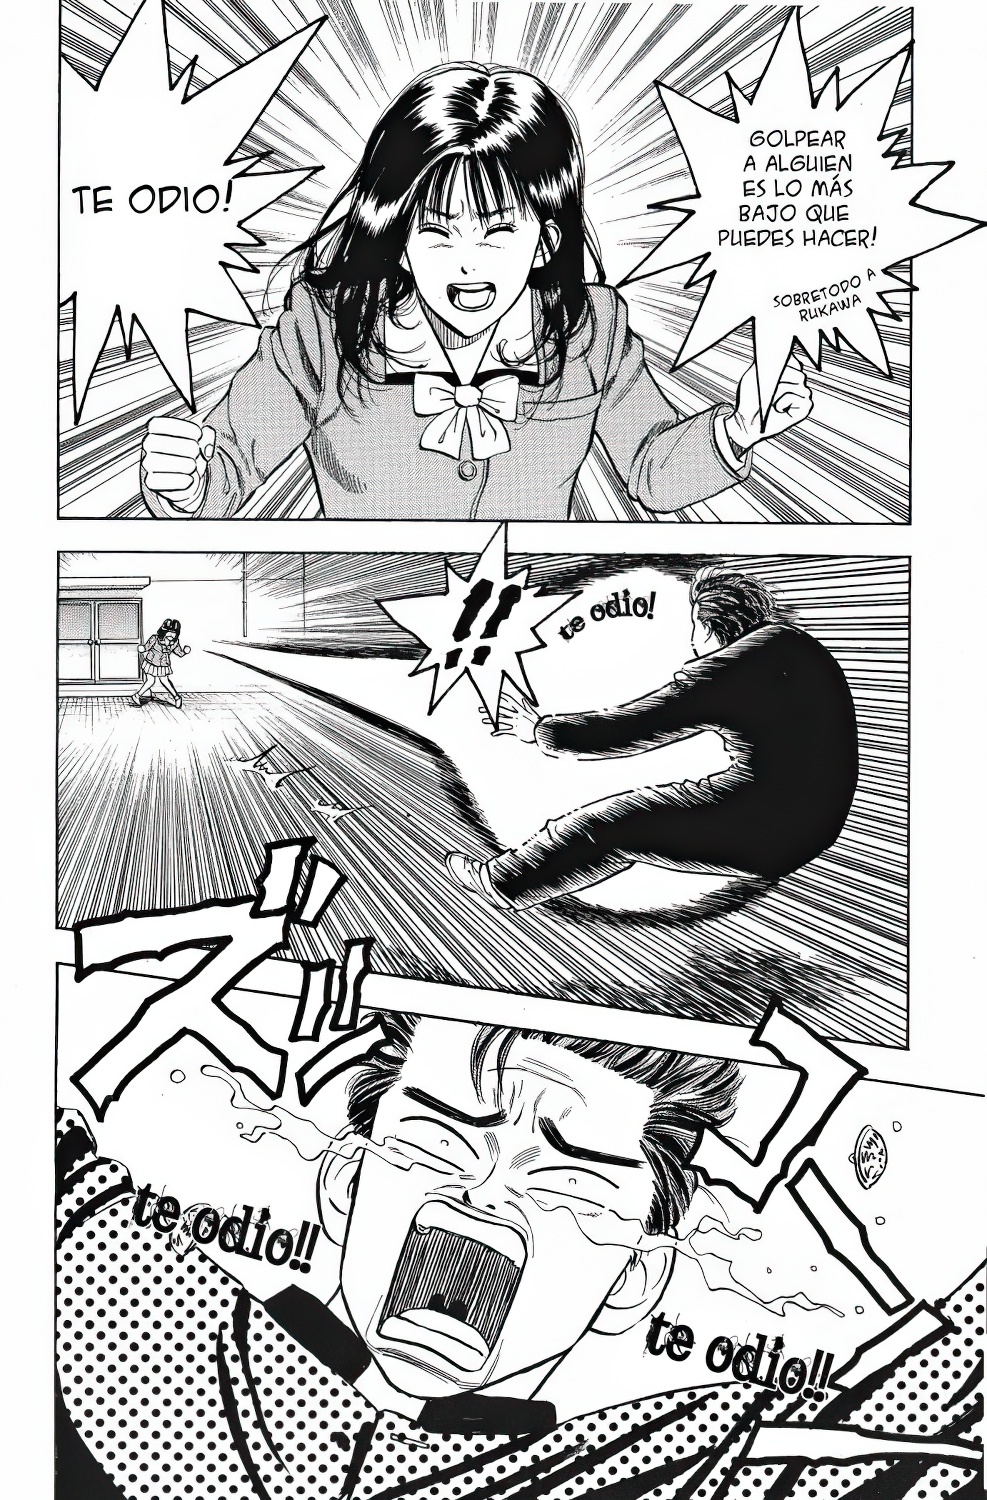 GOLPEAR
A ALGUIEN
ES LO MÁS
BAJO QUE
PUEDES HACER!
SOBRETODO A
RUKAWA
TE ODIO!
!!
te odio!
ズッ
te odio!!
te odio!!